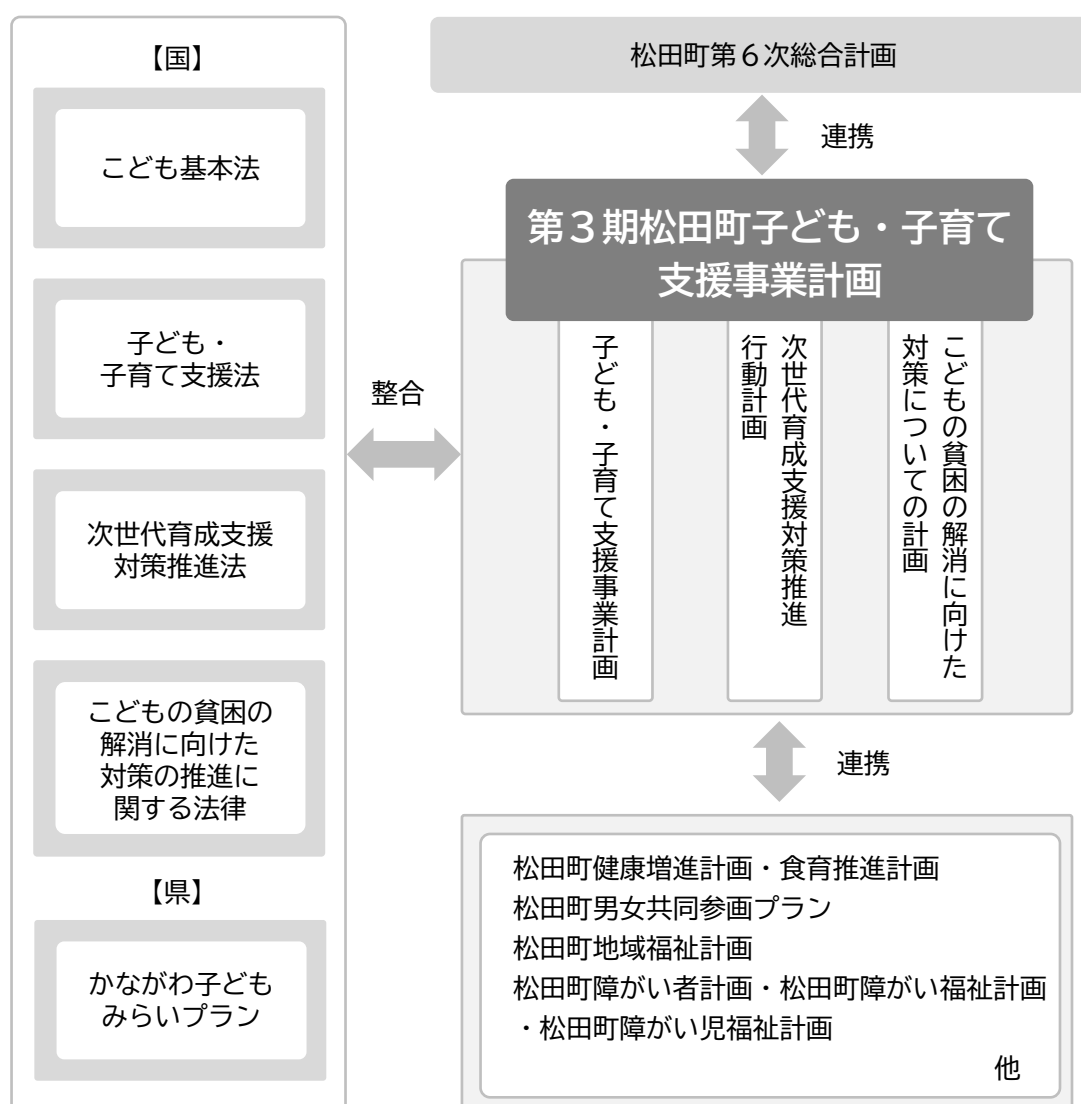 【国】
こども基本法
子ども・
子育て支援法
次世代育成支援
対策推進法
こどもの貧困の
解消に向けた
対策の推進に
関する法律
【県】
かながわ子ども
みらいプラン
整合
松田町第６次総合計画
連携
第３期松田町子ども・子育て
支援事業計画
子ども・子育て支援事業計画
次世代育成支援対策推進
行動計画
こどもの貧困の解消に向けた
対策についての計画
連携
松田町健康増進計画・食育推進計画
松田町男女共同参画プラン
松田町地域福祉計画
松田町障がい者計画・松田町障がい福祉計画
・松田町障がい児福祉計画
他